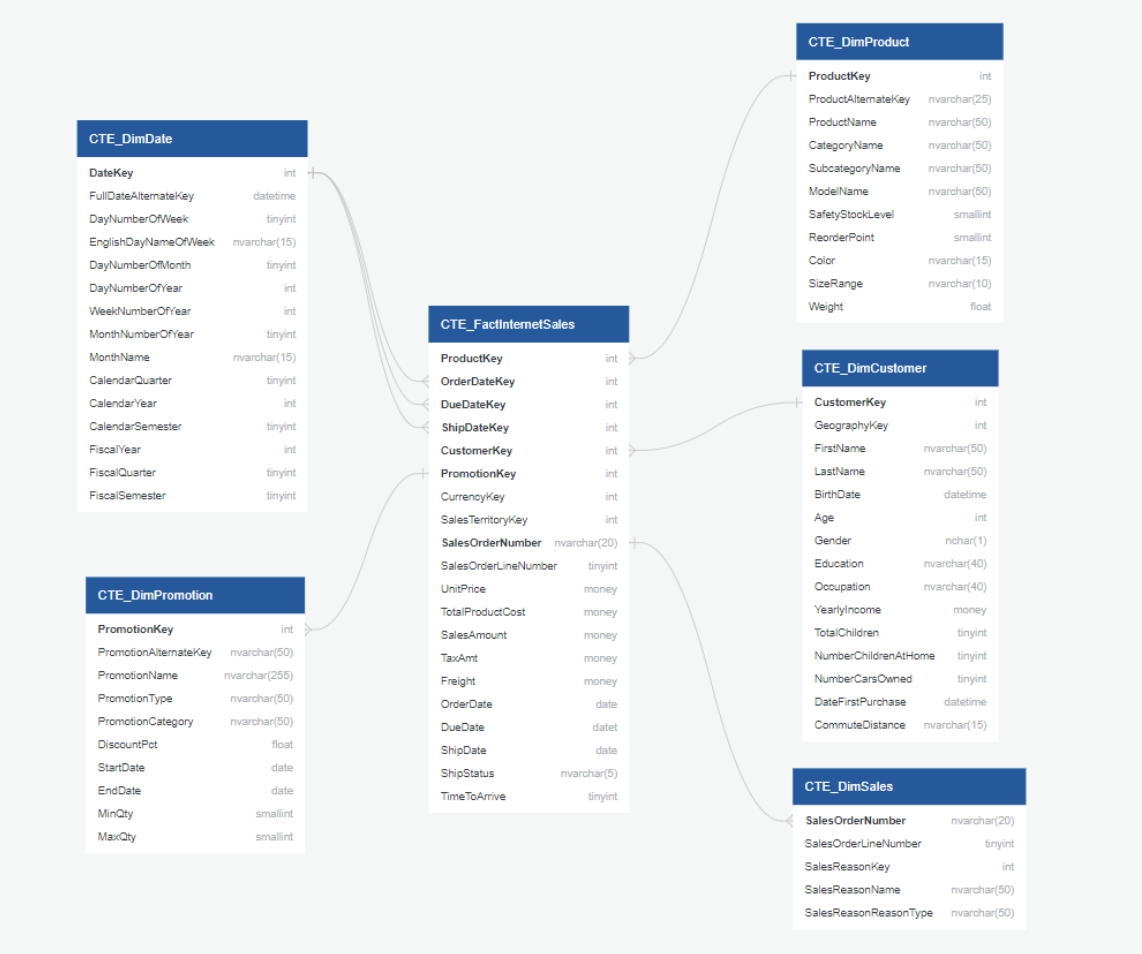 CTE_DimProduct
ProductKey int
ProductAlternateKey nvarchar(25)
ProductName nvarchar(50)
CategoryName nvarchar(50)
SubcategoryName nvarchar(50)
ModelName nvarchar(50)
SafetyStockLevel smallint
ReorderPoint smallint
Color nvarchar(15)
SizeRange nvarchar(10)
Weight float
CTE_DimDate
DateKey int
FullDateAlternateKey datetime
DayNumberOfWeek tinyint
EnglishDayNameOfWeek nvarchar(15)
DayNumberOfMonth tinyint
DayNumberOfYear int
WeekNumberOfYear int
MonthNumberOfYear tinyint
MonthName nvarchar(15)
CalendarQuarter tinyint
CalendarYear int
CalendarSemester tinyint
FiscalYear int
FiscalQuarter tinyint
FiscalSemester tinyint
CTE_FactInternetSales
ProductKey int
OrderDateKey int
DueDateKey int
ShipDateKey int
CustomerKey int
PromotionKey int
CurrencyKey int
SalesTerritoryKey int
SalesOrderNumber nvarchar(20)
SalesOrderLineNumber tinyint
UnitPrice money
TotalProductCost money
SalesAmount money
TaxAmt money
Freight money
OrderDate date
DueDate datet
ShipDate date
ShipStatus nvarchar(5)
TimeToArrive tinyint
CTE_DimCustomer
CustomerKey int
GeographyKey int
FirstName nvarchar(50)
LastName nvarchar(50)
BirthDate datetime
Age int
Gender nchar(1)
Education nvarchar(40)
Occupation nvarchar(40)
YearlyIncome money
TotalChildren tinyint
NumberChildrenAtHome tinyint
NumberCarsOwned tinyint
DateFirstPurchase datetime
CommuteDistance nvarchar(15)
CTE_DimPromotion
PromotionKey int
PromotionAlternateKey nvarchar(50)
PromotionName nvarchar(255)
PromotionType nvarchar(50)
PromotionCategory nvarchar(50)
DiscountPct float
StartDate date
EndDate date
MinQty smallint
MaxQty smallint
CTE_DimSales
SalesOrderNumber nvarchar(20)
SalesOrderLineNumber tinyint
SalesReasonKey int
SalesReasonName nvarchar(50)
SalesReasonReasonType nvarchar(50)